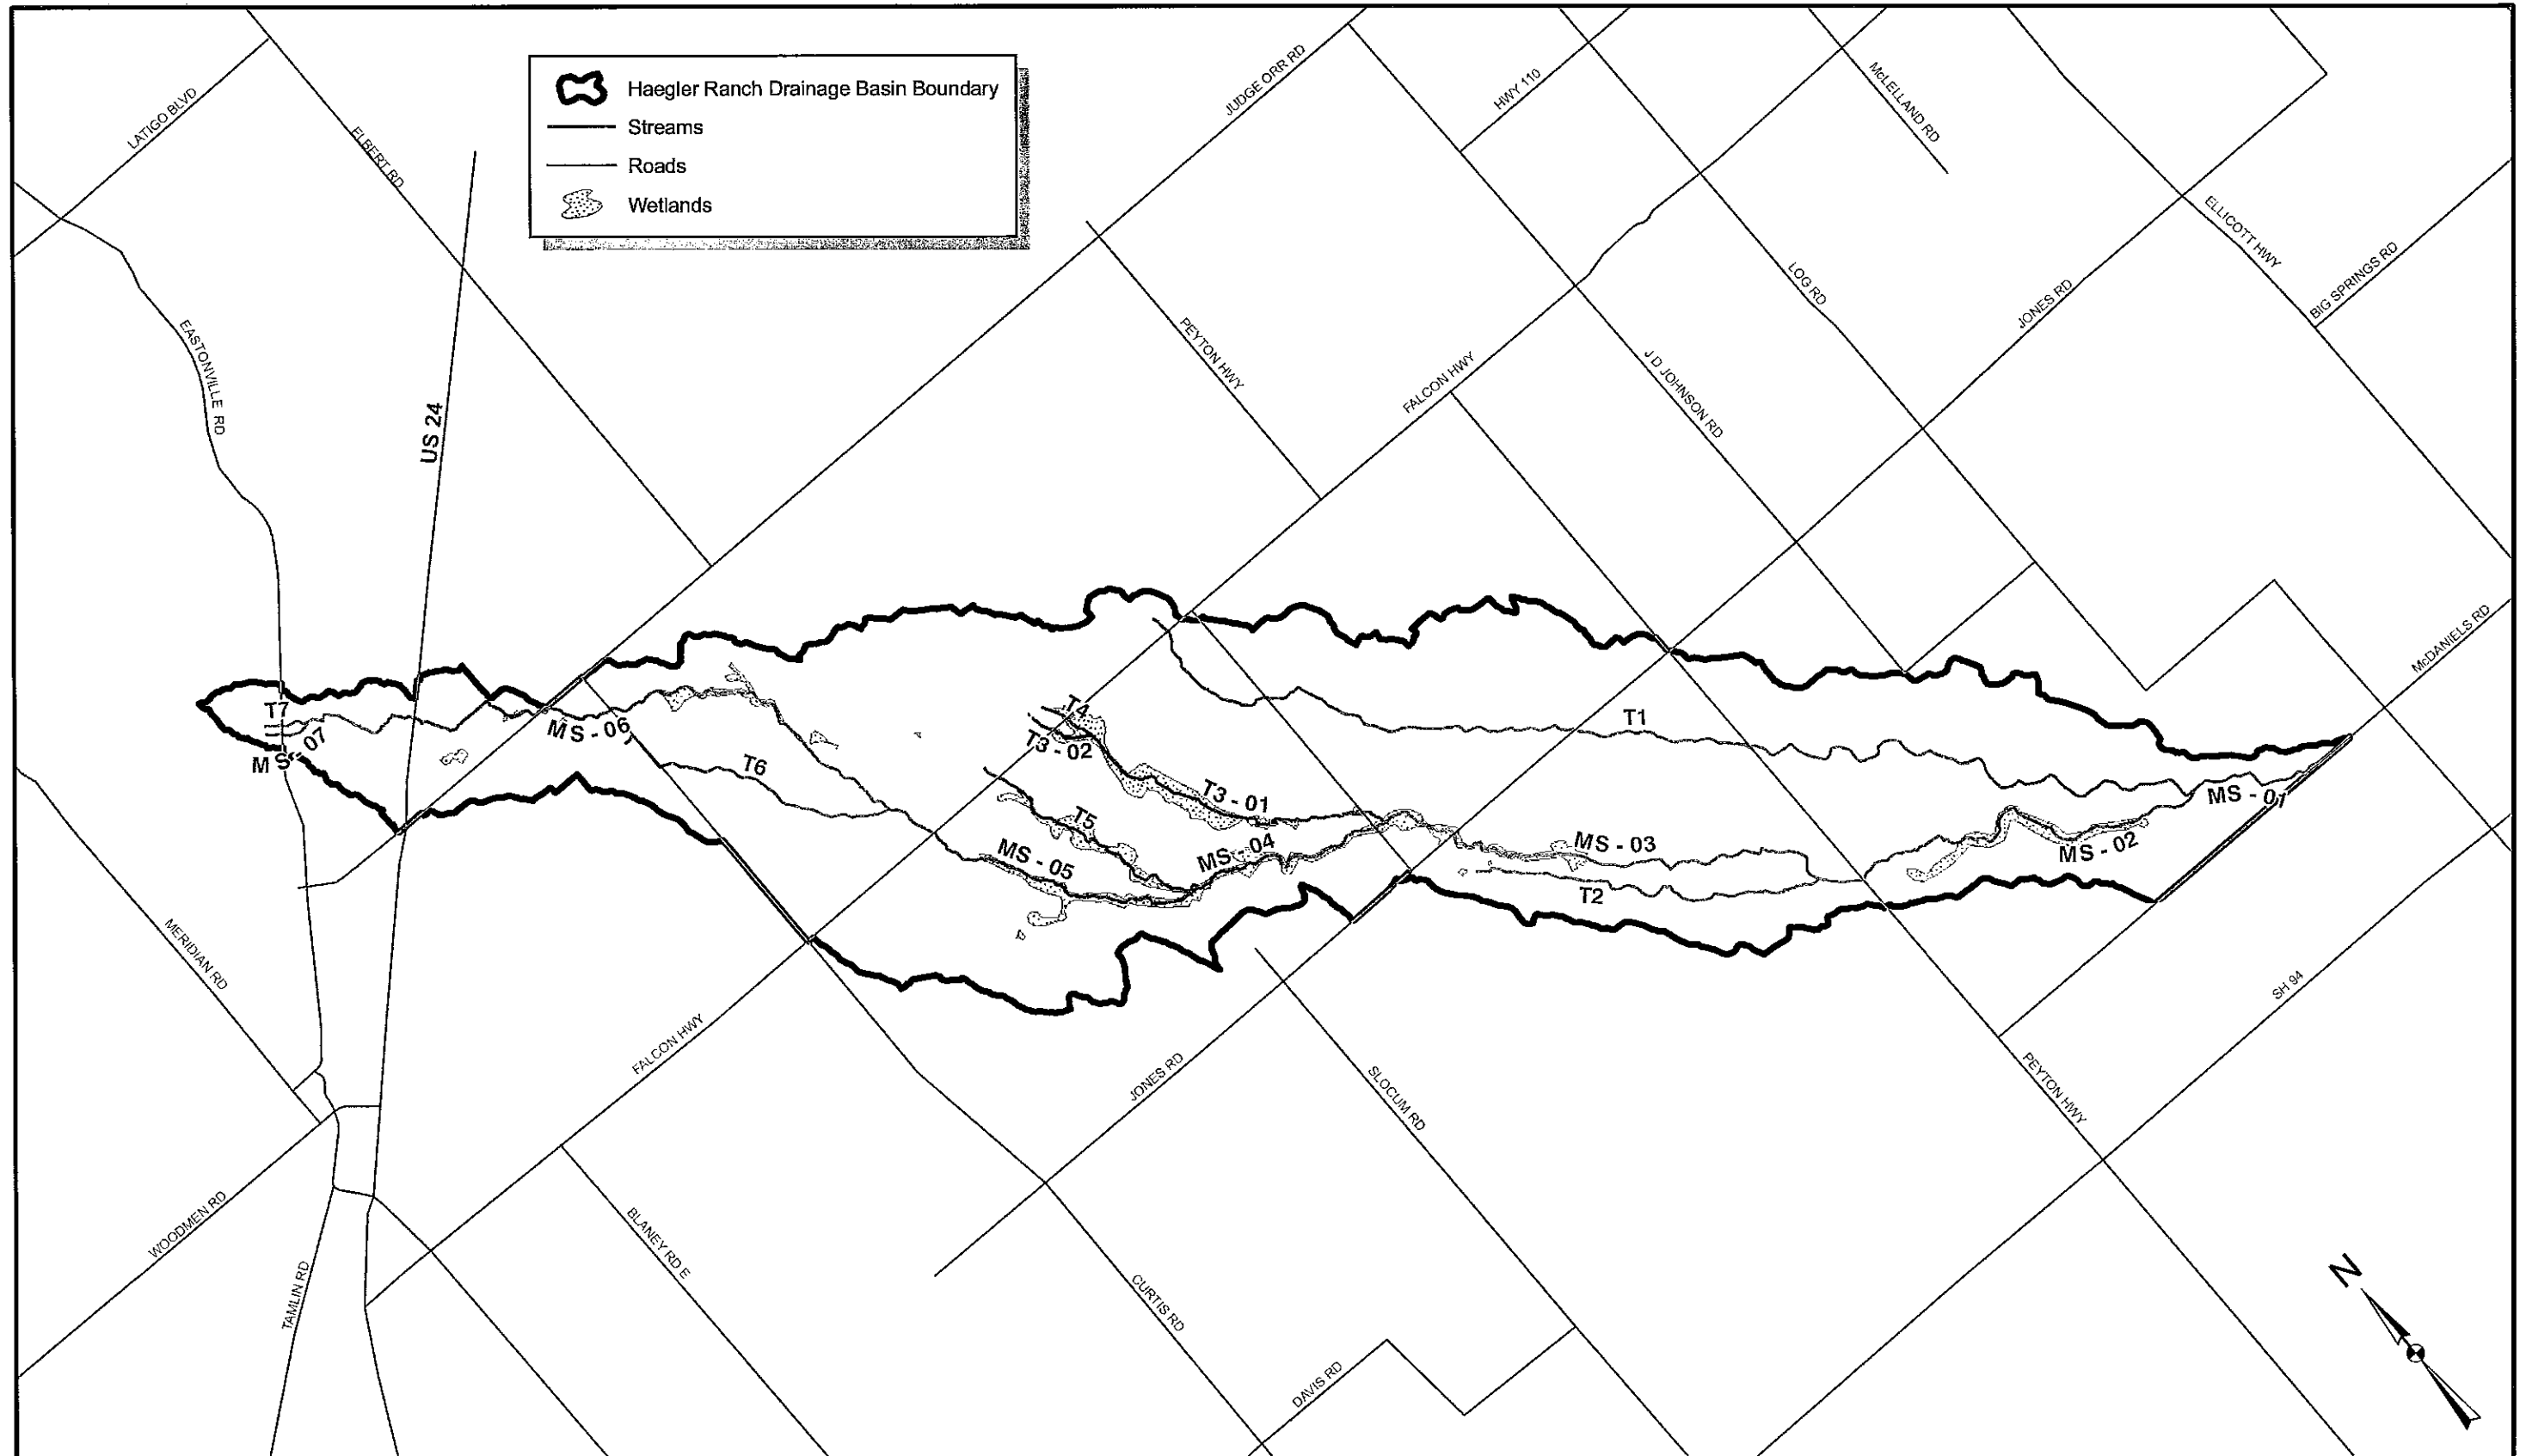 Haegler Ranch Drainage Basin Boundary
Streams
Roads
Wetlands
LATIGO BLVD
ELBERT RD
JUDGE ORR RD
HWY 110
McLELLAND RD
ELLICOTT HWY
BIG SPRINGS RD
LOG RD
JONES RD
EASTONVILLE RD
US 24
PEYTON HWY
FALCON HWY
J D JOHNSON RD
McDANIELS RD
T7
MS - 07
MS - 06
T6
T4
T3 - 02
T3 - 01
T5
MS - 05
MS - 04
T1
MS - 03
T2
MS - 01
MS - 02
MERIDIAN RD
FALCON HWY
JONES RD
SLOCUM RD
PEYTON HWY
SH 94
WOODMEN RD
TAMLIN RD
BLANEY RD E
CURTIS RD
DAVIS RD
N